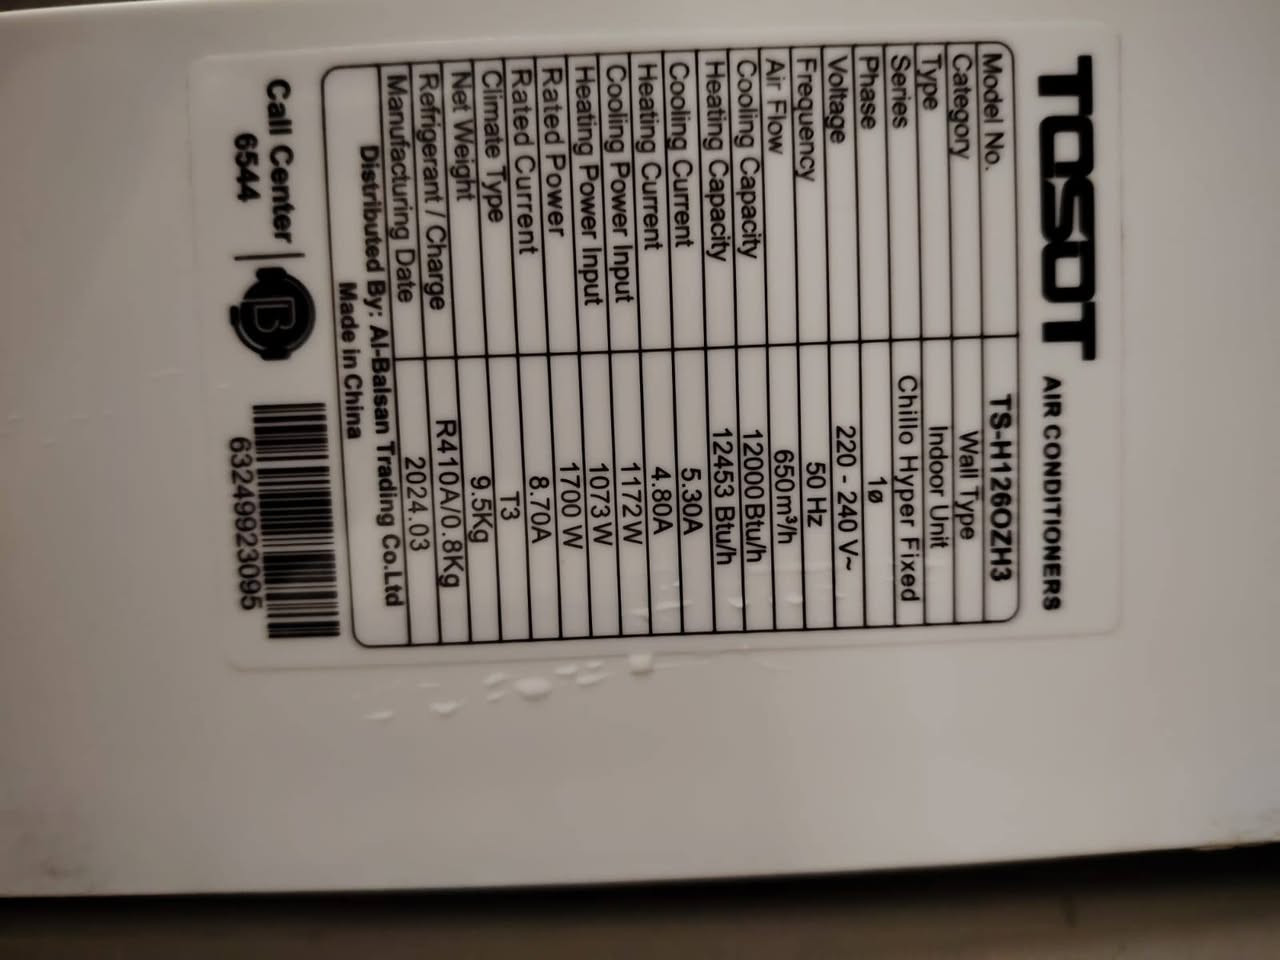 TOSOT AIR CONDITIONERS
Model No. TS-H126OZH3
Category Wall Type
Type Indoor Unit
Series Chillo Hyper Fixed
Phase 1ø
Voltage 220 - 240 V~
Frequency 50 Hz
Air Flow 650m³/h
Cooling Capacity 12000Btu/h
Heating Capacity 12453 Btu/h
Cooling Current 5.30A
Heating Current 4.80A
Cooling Power Input 1172W
Heating Power Input 1073W
Rated Power 1700 W
Rated Current 8.70A
Climate Type T3
Net Weight 9.5Kg
Refrigerant / Charge R410A/0.8Kg
Manufacturing Date 2024.03
Distributed By: Al-Balsan Trading Co.Ltd
Made in China
Call Center
6544
B
6324992309​5